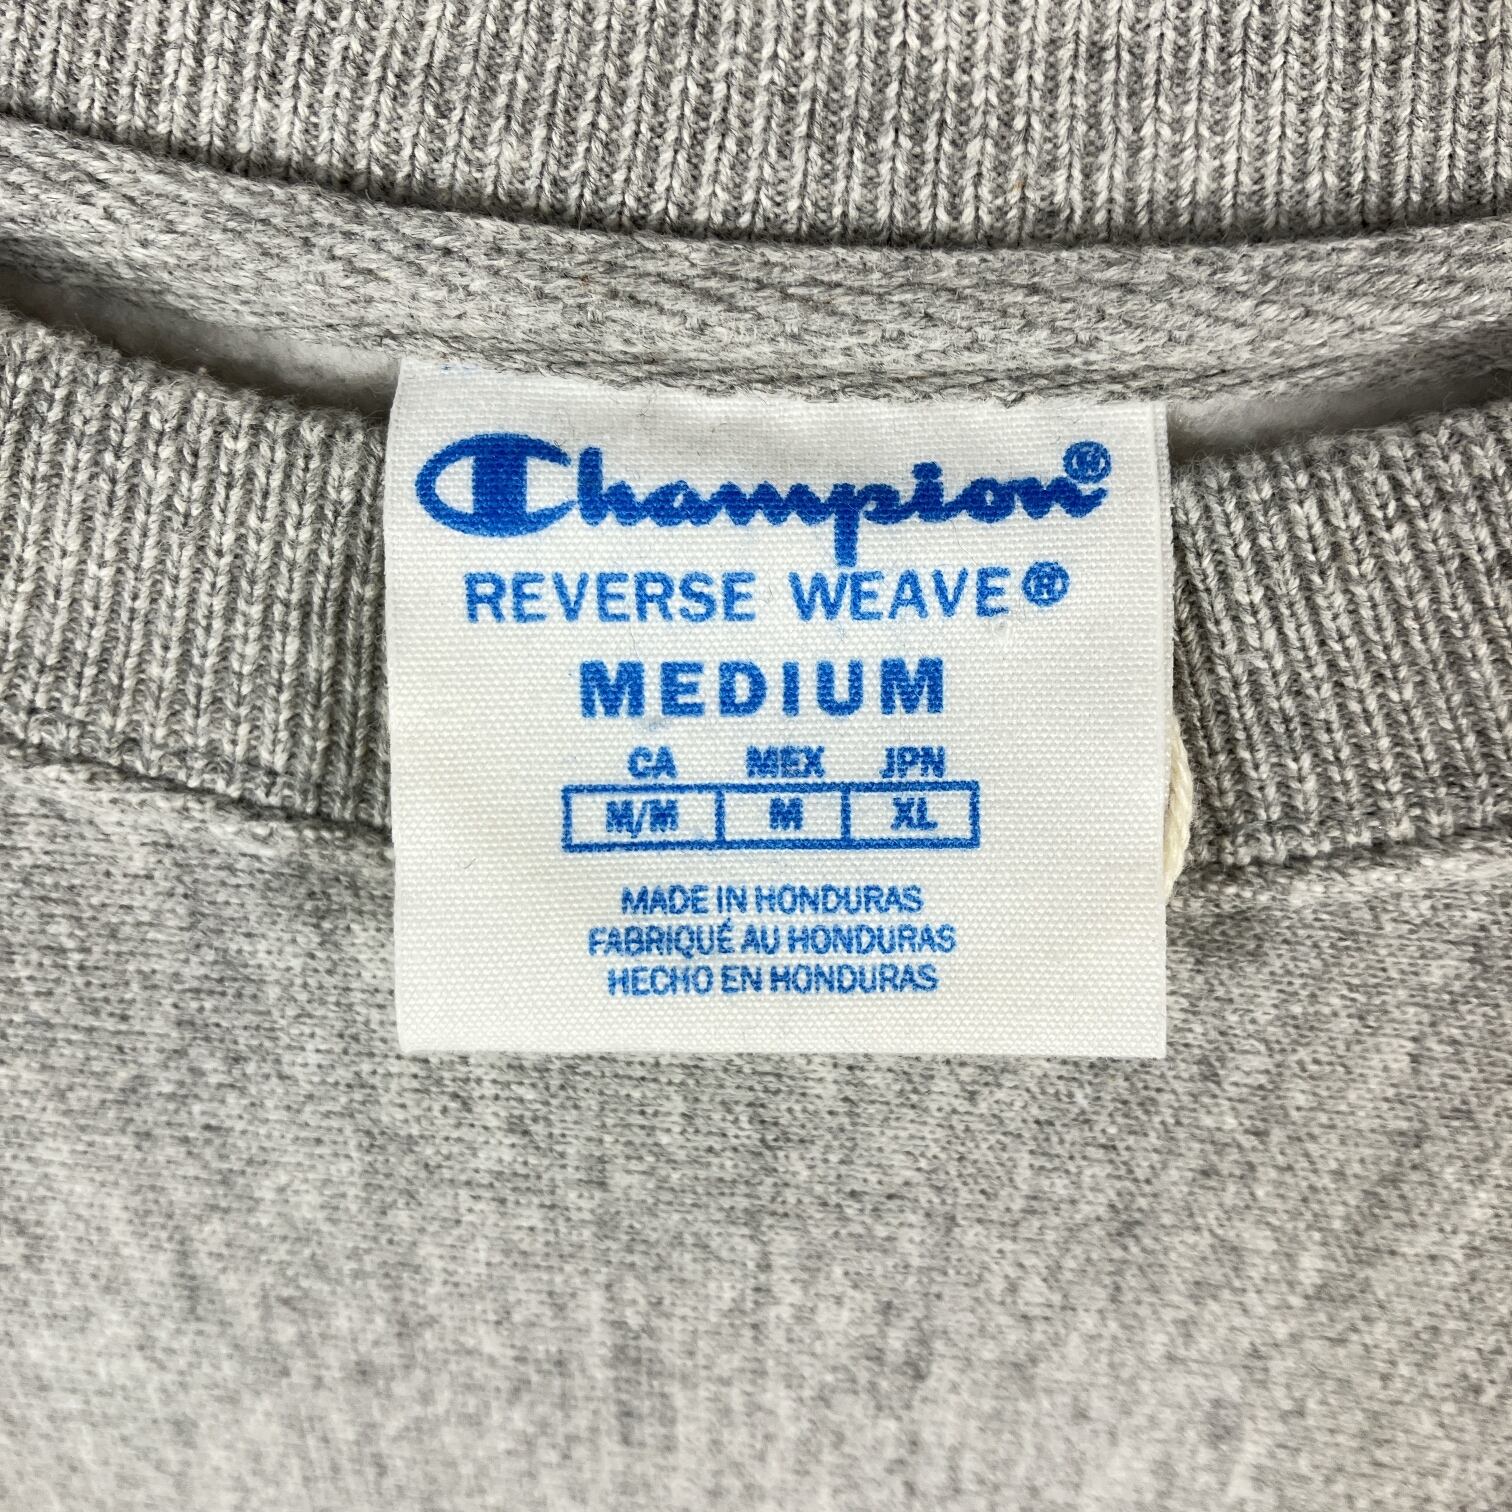 Champion®
REVERSE WEAVE®
MEDIUM
CA MEX JPN
M/M M XL
MADE IN HONDURAS
FABRIQUÉ AU HONDURAS
HECHO EN HONDURAS